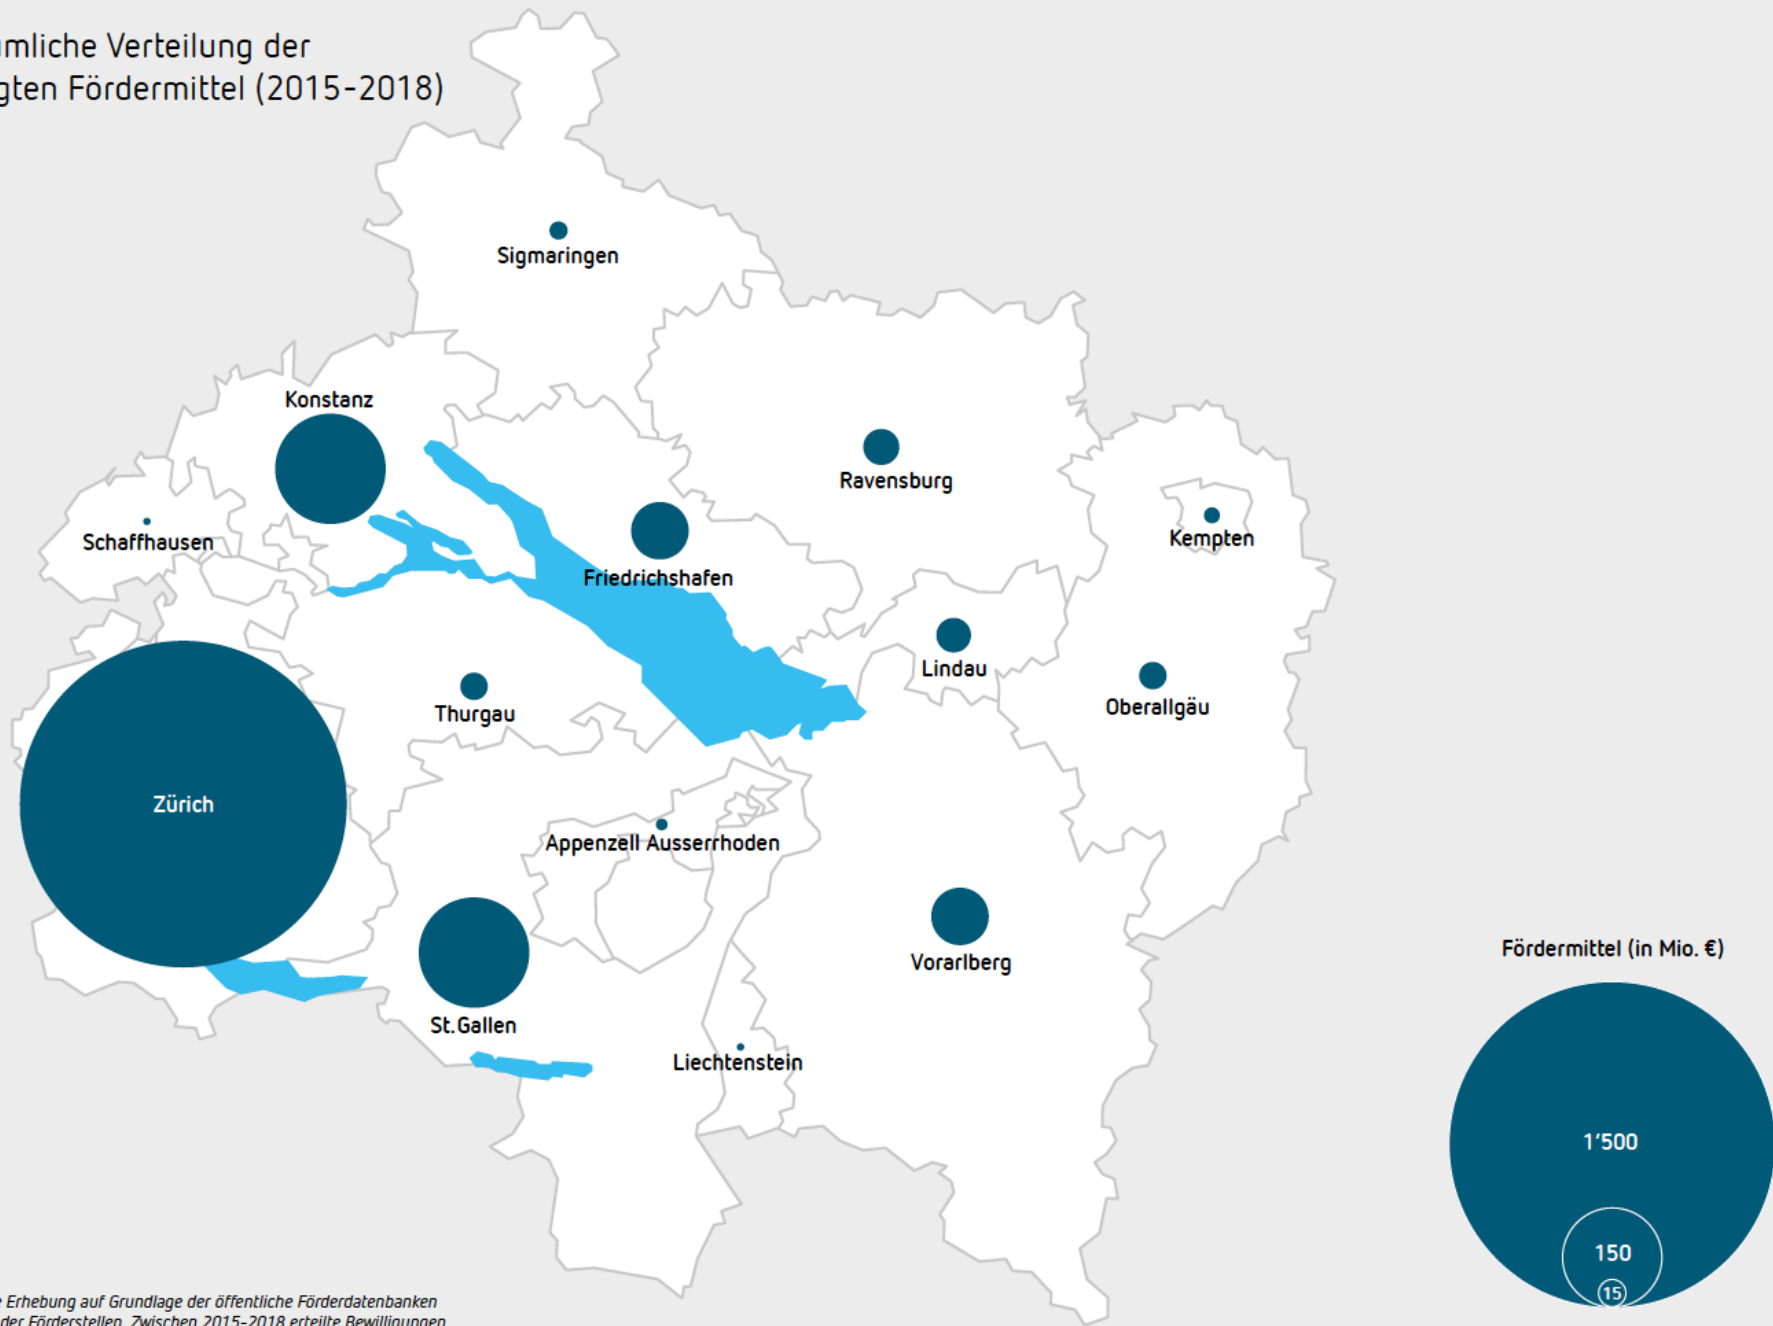 mliche Verteilung der
gten Fördermittel (2015-2018)
Sigmaringen
Konstanz
Ravensburg
Schaffhausen
Kempten
Friedrichshafen
Lindau
Thurgau
Oberallgäu
Zürich
Appenzell Ausserrhoden
Vorarlberg
St.Gallen
Liechtenstein
Fördermittel (in Mio. €)
1'500
150
15
e Erhebung auf Grundlage der öffentliche Förderdatenbanken
der Förderstellen. Zwischen 2015-2018 erteilte Bewilligungen